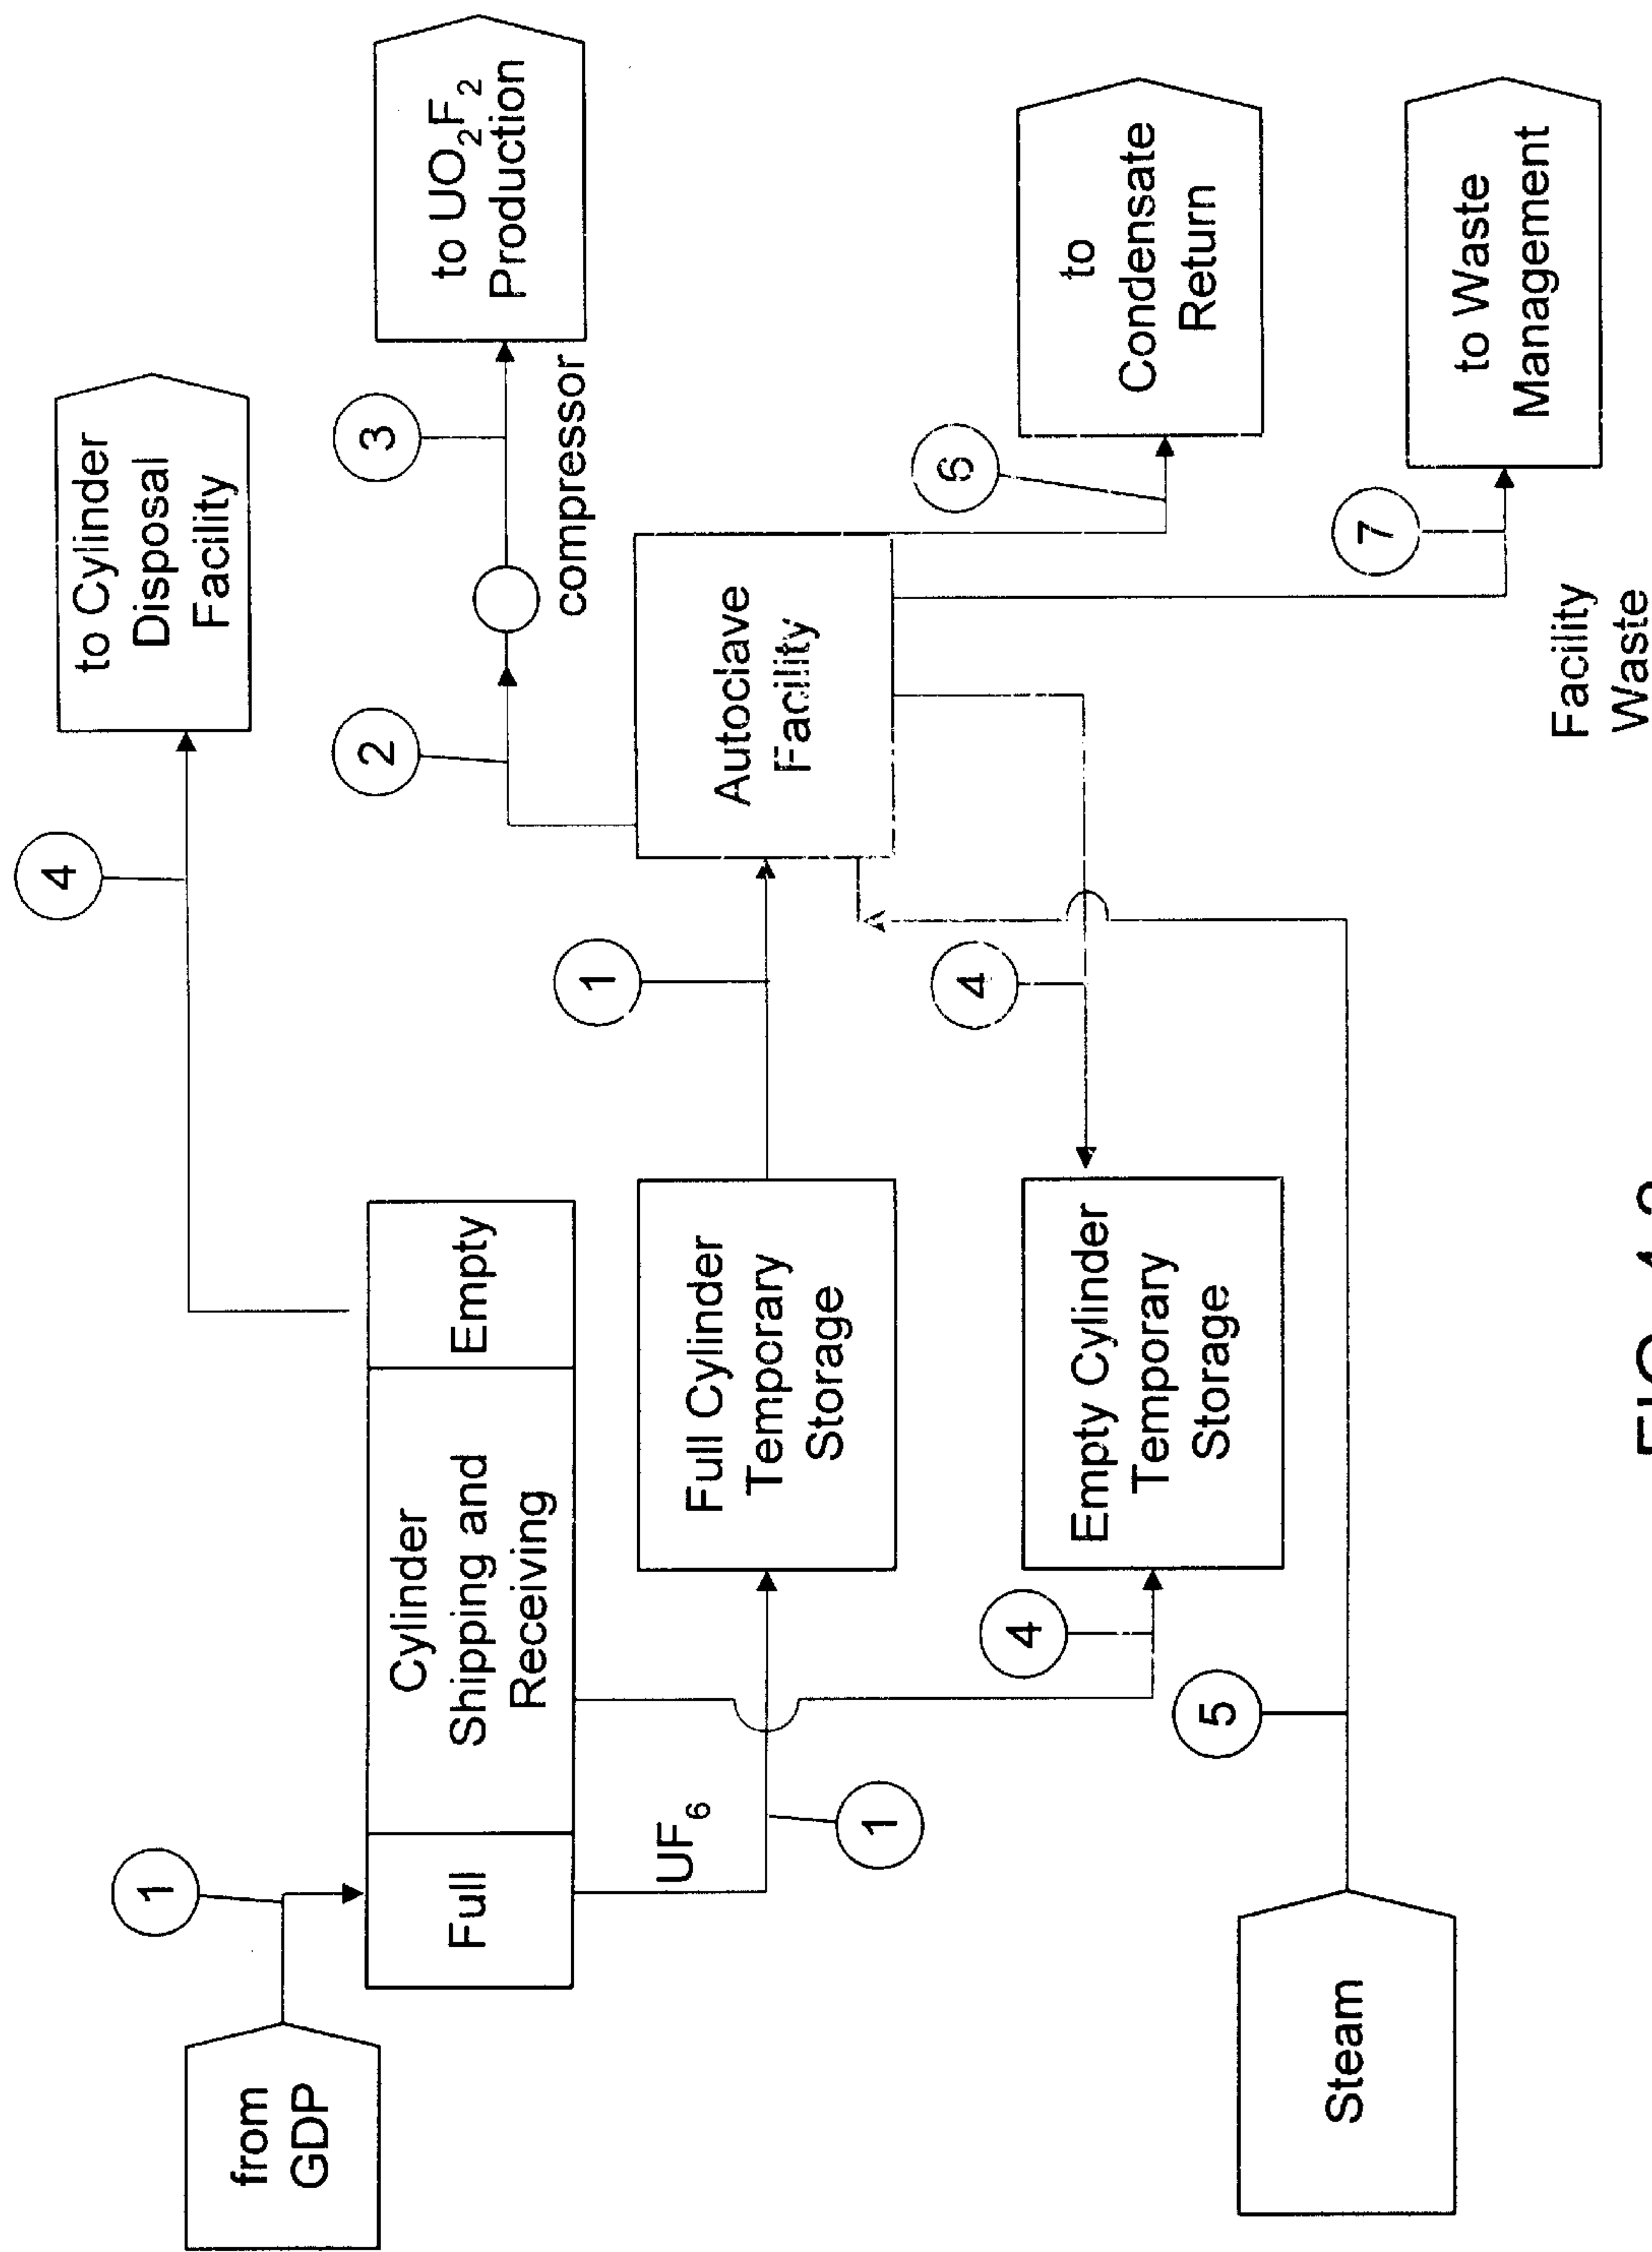 from
GDP
1
Full
Cylinder
Shipping and
Receiving
Empty
4
to Cylinder
Disposal
Facility
UF6
1
Full Cylinder
Temporary
Storage
1
Autoclave
Facility
2
compressor
3
to UO2F2
Production
4
Empty Cylinder
Temporary
Storage
4
Steam
5
6
to
Condensate
Return
7
to Waste
Management
Facility
Waste